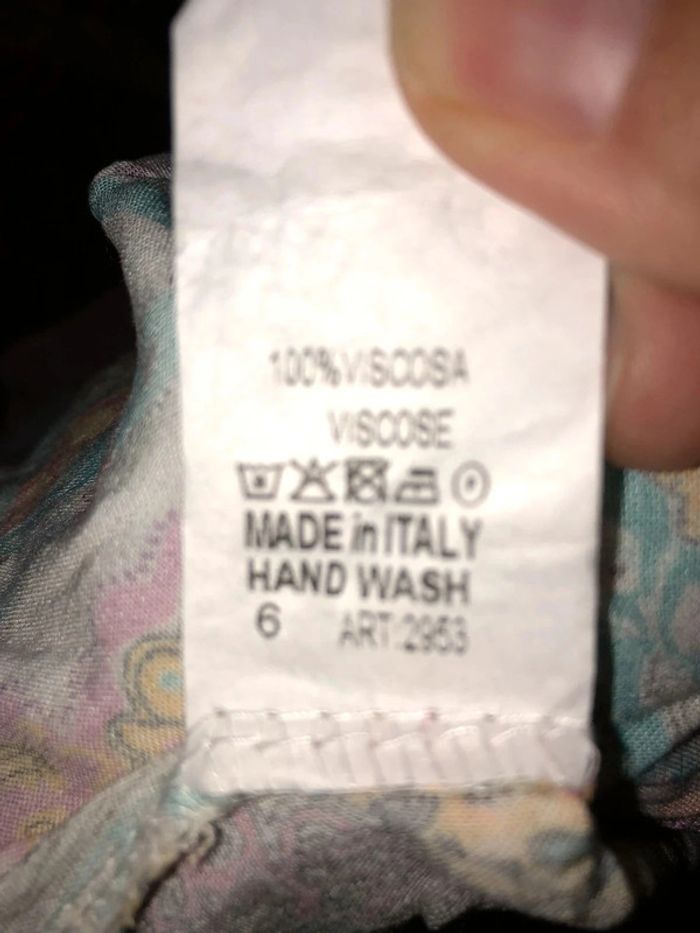 100%VISCOSA
VISCOSE
MADE in ITALY
HAND WASH
6 ART:2953